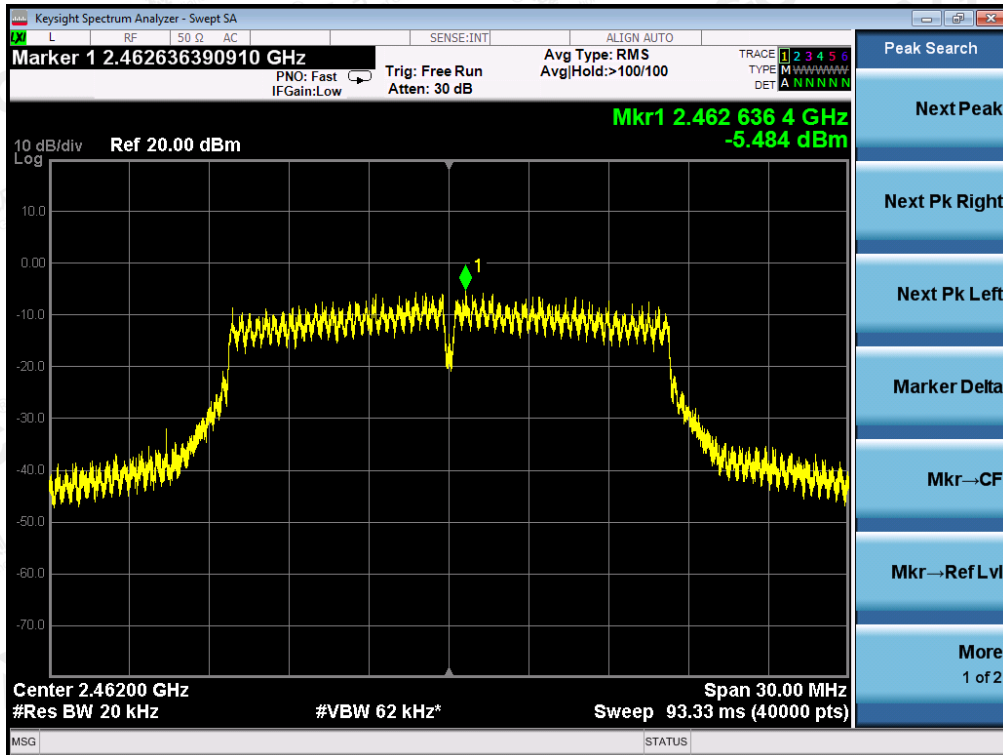 Keysight Spectrum Analyzer - Swept SA
LXI L RF 50 Ω AC SENSE:INT ALIGN AUTO
Marker 1 2.462636390910 GHz
PNO: Fast
IFGain:Low
Trig: Free Run
Atten: 30 dB
Avg Type: RMS
Avg|Hold:>100/100
TRACE 1 2 3 4 5 6
TYPE M WWWWW
DET A N N N N N
Mkr1 2.462 636 4 GHz
-5.484 dBm
10 dB/div Ref 20.00 dBm
Log
10.0
0.00
-10.0
-20.0
-30.0
-40.0
-50.0
-60.0
-70.0
1
Center 2.46200 GHz
Span 30.00 MHz
#Res BW 20 kHz
#VBW 62 kHz*
Sweep 93.33 ms (40000 pts)
MSG
STATUS
Peak Search
Next Peak
Next Pk Right
Next Pk Left
Marker Delta
Mkr→CF
Mkr→Ref Lvl
More
1 of 2